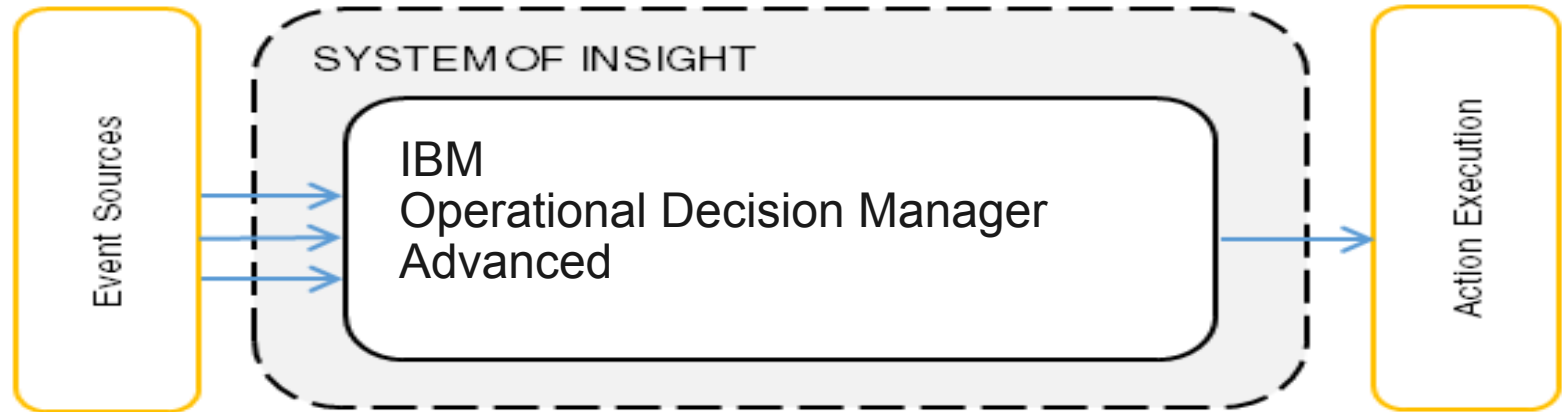 Event Sources
SYSTEM OF INSIGHT
IBM
Operational Decision Manager
Advanced
Action Execution